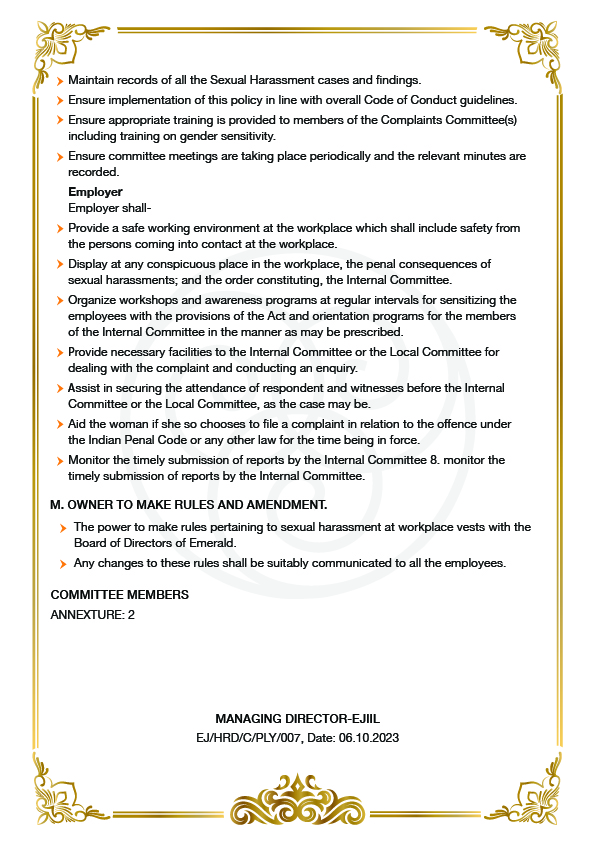 Maintain records of all the Sexual Harassment cases and findings.
Ensure implementation of this policy in line with overall Code of Conduct guidelines.
Ensure appropriate training is provided to members of the Complaints Committee(s)
including training on gender sensitivity.
Ensure committee meetings are taking place periodically and the relevant minutes are
recorded.
Employer
Employer shall-
Provide a safe working environment at the workplace which shall include safety from
the persons coming into contact at the workplace.
Display at any conspicuous place in the workplace, the penal consequences of
sexual harassments; and the order constituting, the Internal Committee.
Organize workshops and awareness programs at regular intervals for sensitizing the
employees with the provisions of the Act and orientation programs for the members
of the Internal Committee in the manner as may be prescribed.
Provide necessary facilities to the Internal Committee or the Local Committee for
dealing with the complaint and conducting an enquiry.
Assist in securing the attendance of respondent and witnesses before the Internal
Committee or the Local Committee, as the case may be.
Aid the woman if she so chooses to file a complaint in relation to the offence under
the Indian Penal Code or any other law for the time being in force.
Monitor the timely submission of reports by the Internal Committee 8. monitor the
timely submission of reports by the Internal Committee.
M. OWNER TO MAKE RULES AND AMENDMENT.
The power to make rules pertaining to sexual harassment at workplace vests with the
Board of Directors of Emerald.
Any changes to these rules shall be suitably communicated to all the employees.
COMMITTEE MEMBERS
ANNEXTURE: 2
MANAGING DIRECTOR-EJIIL
EJ/HRD/C/PLY/007, Date: 06.10.2023